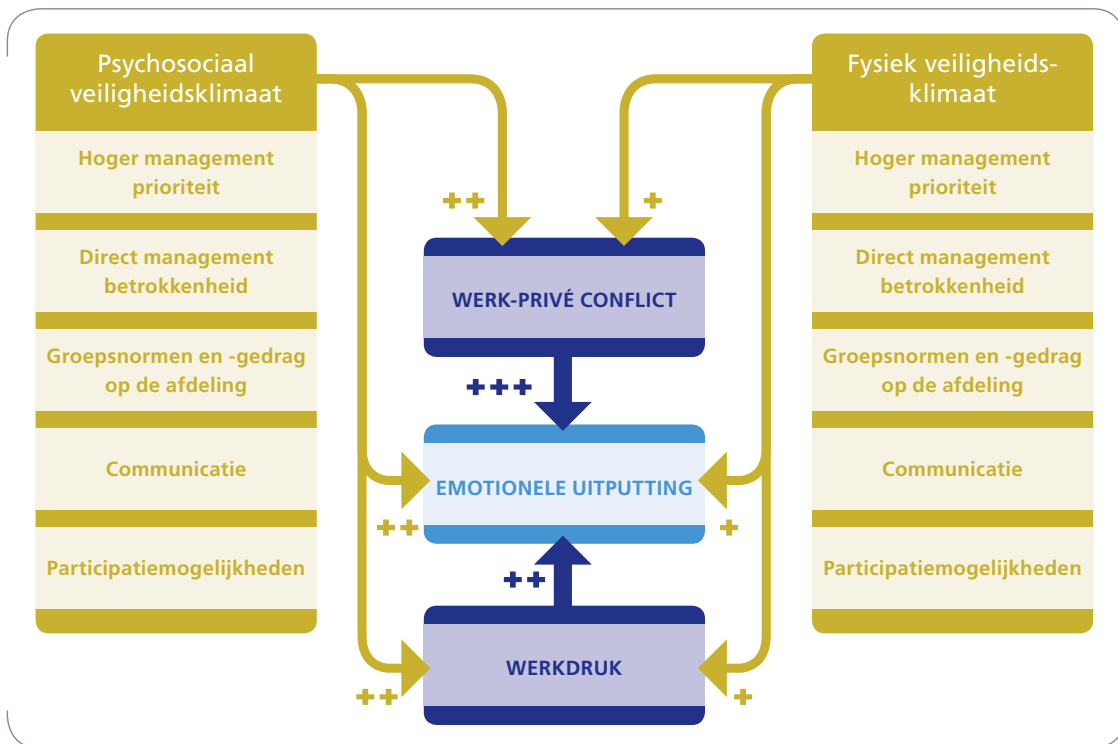 Psychosociaal
veiligheidsklimaat
Hoger management
prioriteit
Direct management
betrokkenheid
Groepsnormen en -gedrag
op de afdeling
Communicatie
Participatiemogelijkheden
++
+
WERK-PRIVÉ CONFLICT
+++
EMOTIONELE UITPUTTING
++
+
++
WERKDRUK
++
+
Fysiek veiligheids-
klimaat
Hoger management
prioriteit
Direct management
betrokkenheid
Groepsnormen en -gedrag
op de afdeling
Communicatie
Participatiemogelijkheden